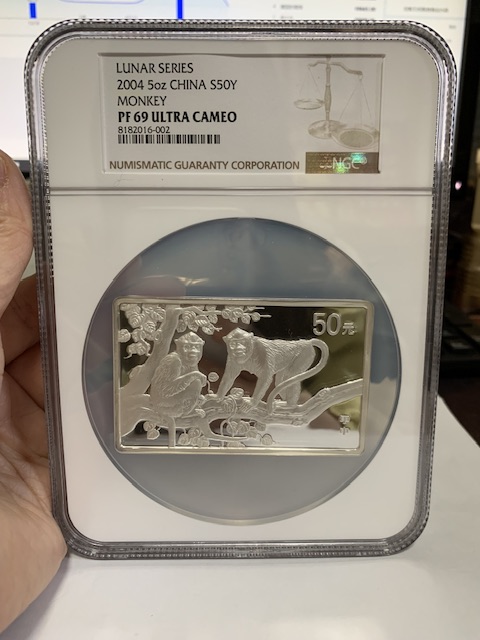 LUNAR SERIES
2004 5oz CHINA S50Y
MONKEY
PF 69 ULTRA CAMEO
8182016-002
NUMISMATIC GUARANTY CORPORATION
NGC
50元